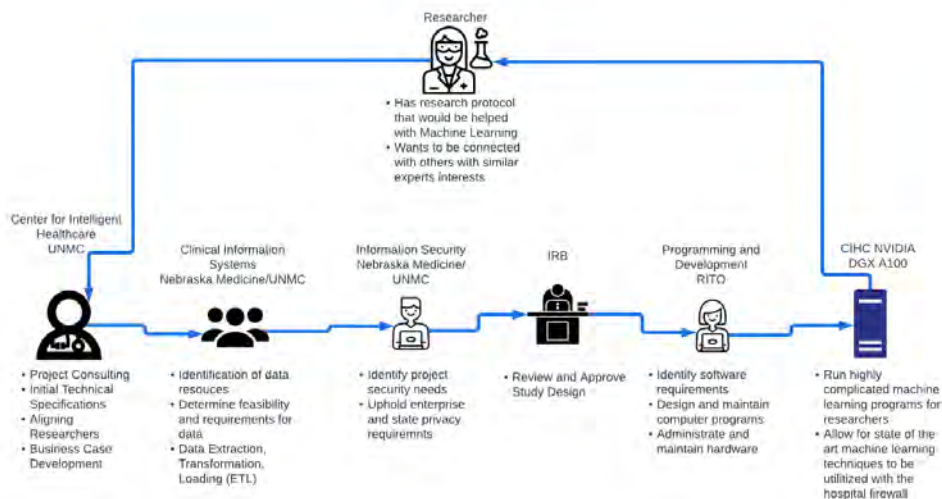 Researcher
• Has research protocol
that would be helped
with Machine Learning
• Wants to be connected
with others with similar
experts interests
Center for Intelligent
Healthcare
UNMC
• Project Consulting
• Initial Technical
Specifications
• Aligning
Researchers
• Business Case
Development
Clinical Information
Systems
Nebraska Medicine/UNMC
• Identification of data
resouces
• Determine feasibility
and requirements for
data
• Data Extraction,
Transformation,
Loading (ETL)
Information Security
Nebraska Medicine/
UNMC
• Identify project
security needs
• Uphold enterprise
and state privacy
requiremnts
IRB
• Review and Approve
Study Design
Programming and
Development
RITO
• Identify software
requirements
• Design and maintain
computer programs
• Administrate and
maintain hardware
CIHC NVIDIA
DGX A100
• Run highly
complicated machine
learning programs for
researchers
• Allow for state of the
art machine learning
techniques to be
utilitized with the
hospital firewall